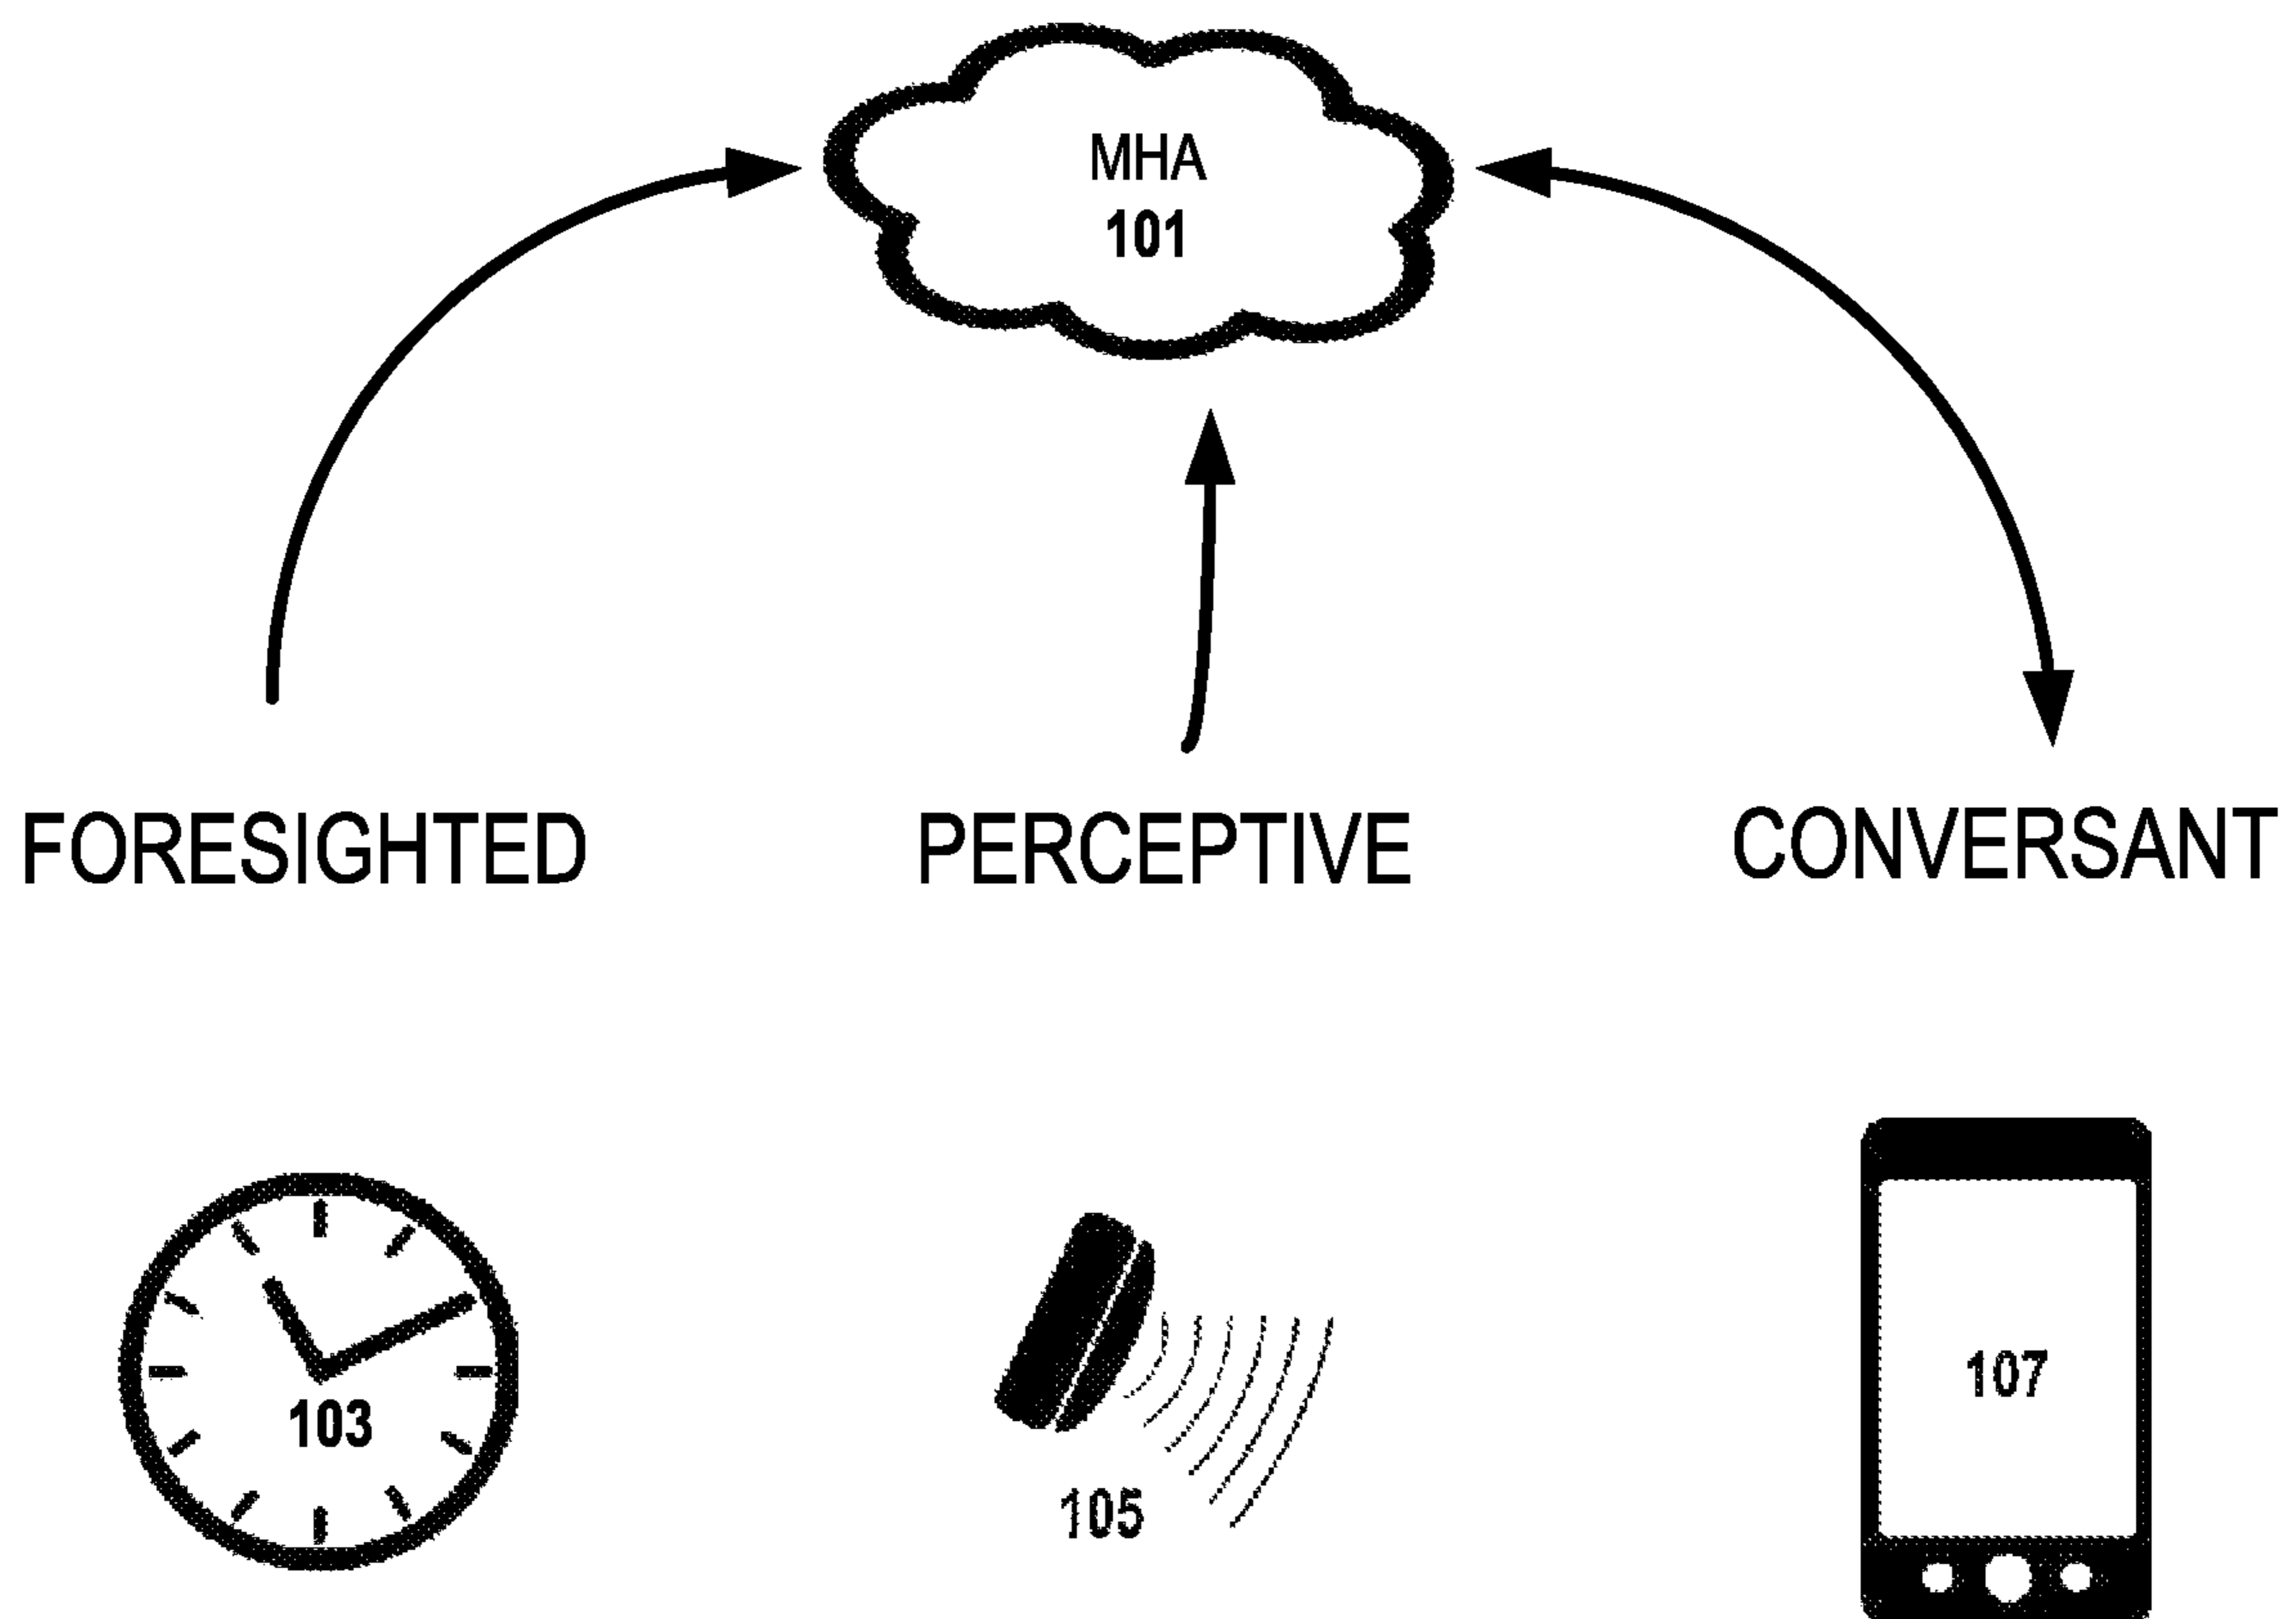 MHA
101
FORESIGHTED
PERCEPTIVE
CONVERSANT
103
105
107